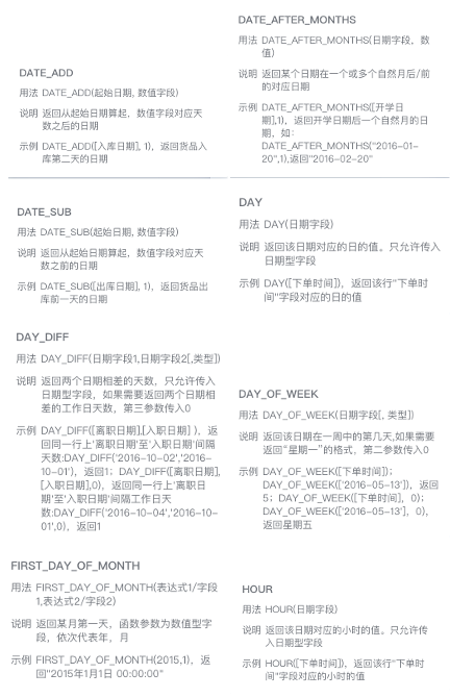 DATE_ADD
用法 DATE_ADD(起始日期, 数值字段)
说明 返回从起始日期算起，数值字段对应天
数之后的日期
示例 DATE_ADD([入库日期], 1)，返回货品入
库第二天的日期
DATE_AFTER_MONTHS
用法 DATE_AFTER_MONTHS(日期字段，数
值)
说明 返回某个日期在一个或多个自然月后/前
的对应日期
示例 DATE_AFTER_MONTHS([开学日
期],1)，返回开学日期后一个自然月的日
期，如：
DATE_AFTER_MONTHS("2016-01-
20",1),返回"2016-02-20"
DATE_SUB
用法 DATE_SUB(起始日期, 数值字段)
说明 返回从起始日期算起，数值字段对应天
数之前的日期
示例 DATE_SUB([出库日期], 1)，返回货品出
库前一天的日期
DAY
用法 DAY(日期字段)
说明 返回该日期对应的日的值。只允许传入
日期型字段
示例 DAY([下单时间])，返回该行"下单时
间"字段对应的日的值
DAY_DIFF
用法 DAY_DIFF(日期字段1,日期字段2[,类型])
说明 返回两个日期相差的天数，只允许传入
日期型字段，如果需要返回两个日期相
差的工作日天数，第三参数传入0
示例 DAY_DIFF([离职日期],[入职日期] )，返
回同一行上'离职日期'至'入职日期'间隔
天数:DAY_DIFF('2016-10-02','2016-
10-01')，返回1；DAY_DIFF([离职日期],
[入职日期],0)，返回同一行上'离职日
期'至'入职日期'间隔工作日天
数:DAY_DIFF('2016-10-04','2016-10-
01',0)，返回1
DAY_OF_WEEK
用法 DAY_OF_WEEK(日期字段[, 类型])
说明 返回该日期在一周中的第几天,如果需要
返回"星期一"的格式，第二参数传入0
示例 DAY_OF_WEEK([下单时间])；
DAY_OF_WEEK(['2016-05-13'])，返回
5；DAY_OF_WEEK([下单时间]，0)；
DAY_OF_WEEK(['2016-05-13']，0)，
返回星期五
FIRST_DAY_OF_MONTH
用法 FIRST_DAY_OF_MONTH(表达式1/字段
1,表达式2/字段2)
说明 返回某月第一天，函数参数为数值型字
段，依次代表年，月
示例 FIRST_DAY_OF_MONTH(2015,1)，返
回"2015年1月1日 00:00:00"
HOUR
用法 HOUR(日期字段)
说明 返回该日期对应的小时的值。只允许传
入日期型字段
示例 HOUR([下单时间])，返回该行"下单时
间"字段对应的小时的值